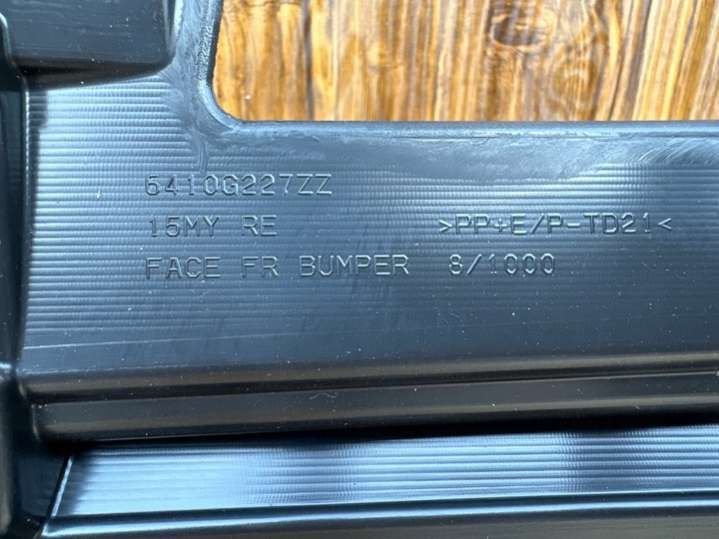 6410G227ZZ
15MY RE >PP+E/P-TD21<
FACE FR BUMPER 8/1000